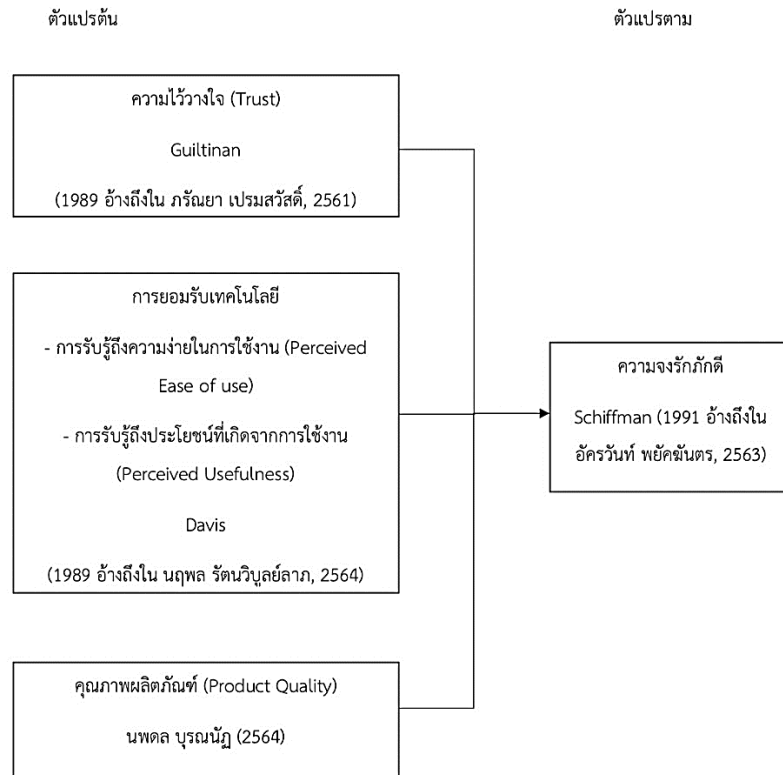 ตัวแปรต้น
ตัวแปรตาม
ความไว้วางใจ (Trust)
Guiltinan
(1989 อ้างถึงใน ภรัณยา เปรมสวัสดิ์, 2561)
การยอมรับเทคโนโลยี
- การรับรู้ถึงความง่ายในการใช้งาน (Perceived
Ease of use)
- การรับรู้ถึงประโยชน์ที่เกิดจากการใช้งาน
(Perceived Usefulness)
Davis
(1989 อ้างถึงใน นฤพล รัตนวิบูลย์ลาภ, 2564)
คุณภาพผลิตภัณฑ์ (Product Quality)
นพดล บุรณนัฏ (2564)
ความจงรักภักดี
Schiffman (1991 อ้างถึงใน
อัครวันท์ พยัคฆันตร, 2563)